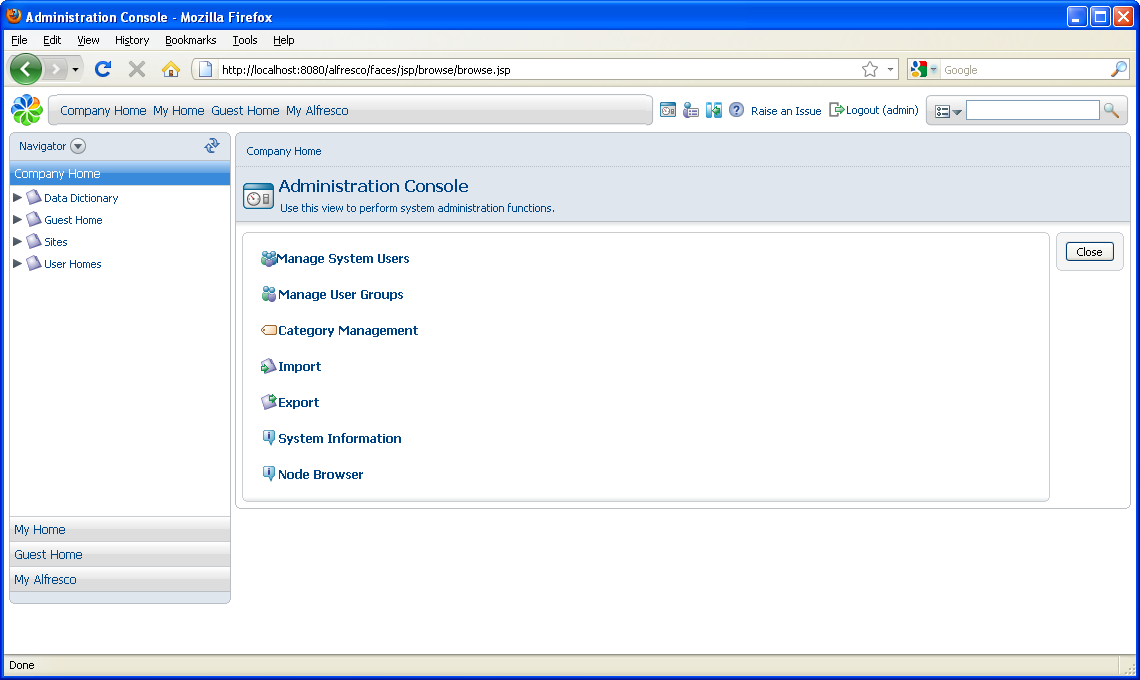 Administration Console - Mozilla Firefox
File Edit View History Bookmarks Tools Help
http://localhost:8080/alfresco/faces/jsp/browse/browse.jsp
Google
Company Home My Home Guest Home My Alfresco
Raise an Issue Logout (admin)
Navigator
Company Home
Data Dictionary
Guest Home
Sites
User Homes
My Home
Guest Home
My Alfresco
Company Home
Administration Console
Use this view to perform system administration functions.
Manage System Users
Manage User Groups
Category Management
Import
Export
System Information
Node Browser
Close
Done